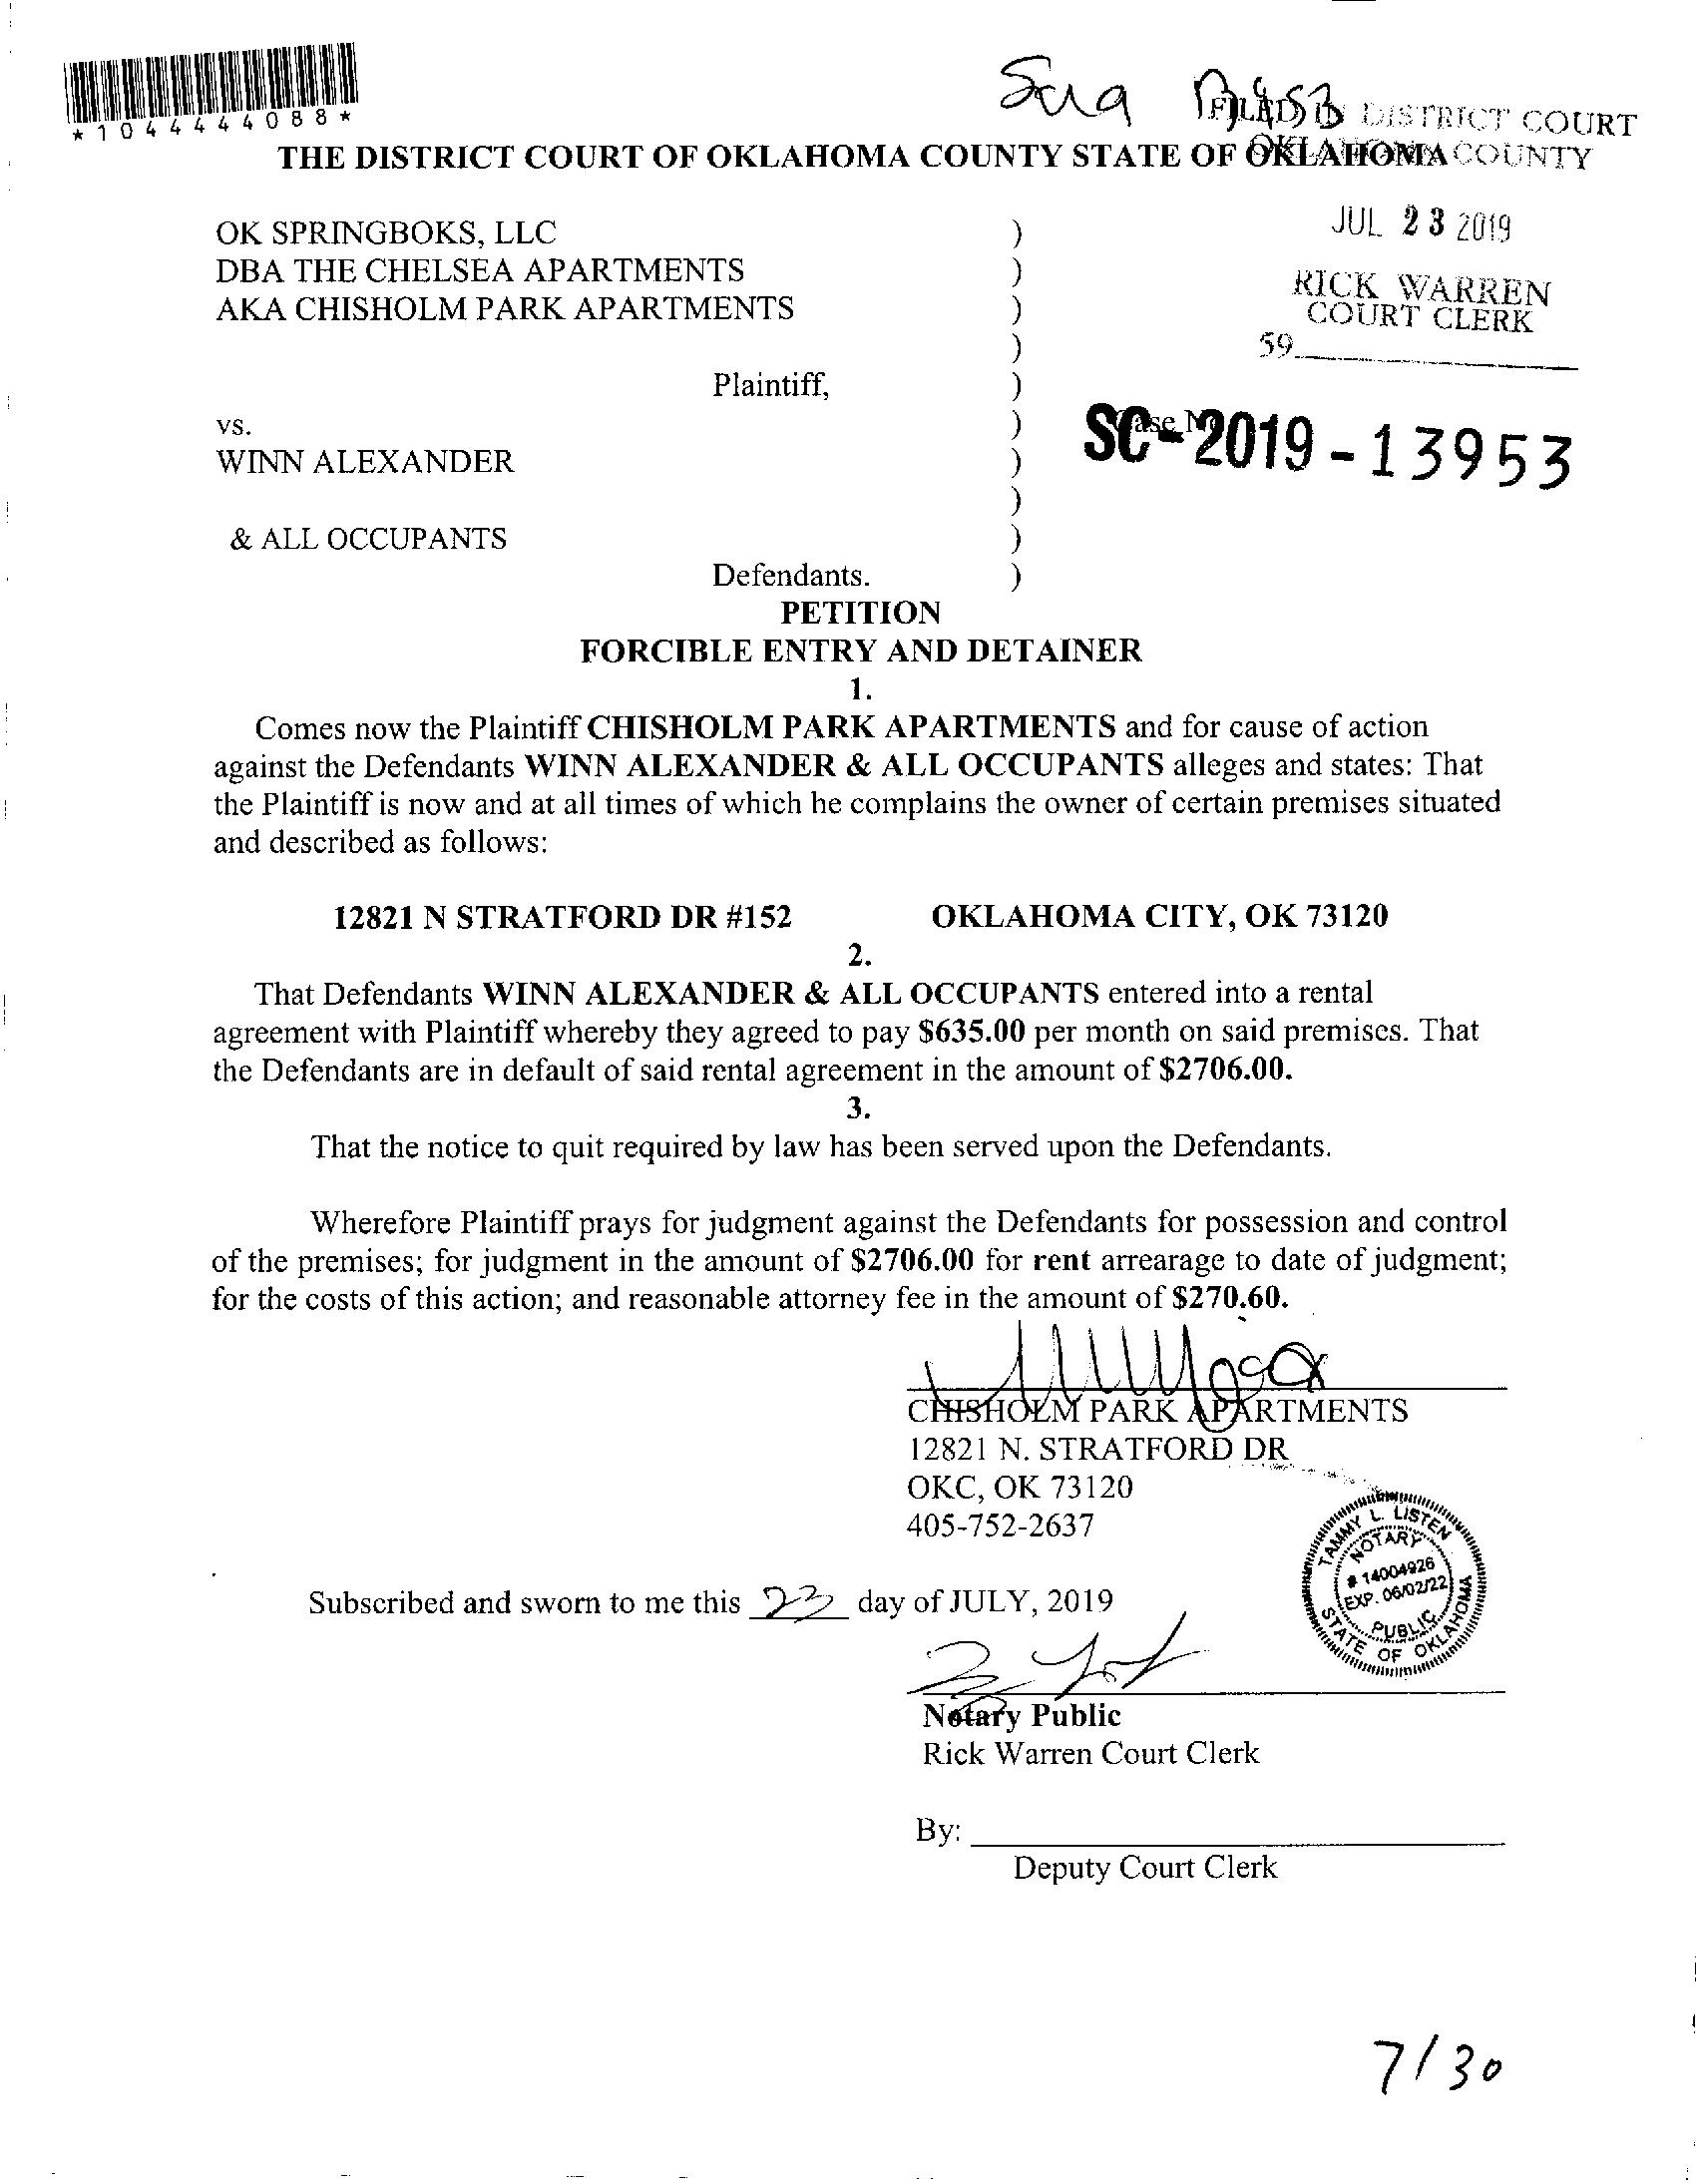 *1044444088*
FILED IN DISTRICT COURT
OKLAHOMA COUNTY
THE DISTRICT COURT OF OKLAHOMA COUNTY STATE OF OKLAHOMA
JUL 23 2019
RICK WARREN
COURT CLERK
59
OK SPRINGBOKS, LLC )
DBA THE CHELSEA APARTMENTS )
AKA CHISHOLM PARK APARTMENTS )
)
Plaintiff, )
vs. ) Case No
SC-2019-13953
WINN ALEXANDER )
)
& ALL OCCUPANTS )
Defendants. )
PETITION
FORCIBLE ENTRY AND DETAINER
1.
Comes now the Plaintiff CHISHOLM PARK APARTMENTS and for cause of action
against the Defendants WINN ALEXANDER & ALL OCCUPANTS alleges and states: That
the Plaintiff is now and at all times of which he complains the owner of certain premises situated
and described as follows:
12821 N STRATFORD DR #152 OKLAHOMA CITY, OK 73120
2.
That Defendants WINN ALEXANDER & ALL OCCUPANTS entered into a rental
agreement with Plaintiff whereby they agreed to pay $635.00 per month on said premises. That
the Defendants are in default of said rental agreement in the amount of $2706.00.
3.
That the notice to quit required by law has been served upon the Defendants.
Wherefore Plaintiff prays for judgment against the Defendants for possession and control
of the premises; for judgment in the amount of $2706.00 for rent arrearage to date of judgment;
for the costs of this action; and reasonable attorney fee in the amount of $270.60.
CHISHOLM PARK APARTMENTS
12821 N. STRATFORD DR
OKC, OK 73120
405-752-2637
TAMMY L. LISTEN
NOTARY
# 14004926
EXP. 06/02/22
PUBLIC
STATE OF OKLAHOMA
Subscribed and sworn to me this 23 day of JULY, 2019
Notary Public
Rick Warren Court Clerk
By:
Deputy Court Clerk
7/30